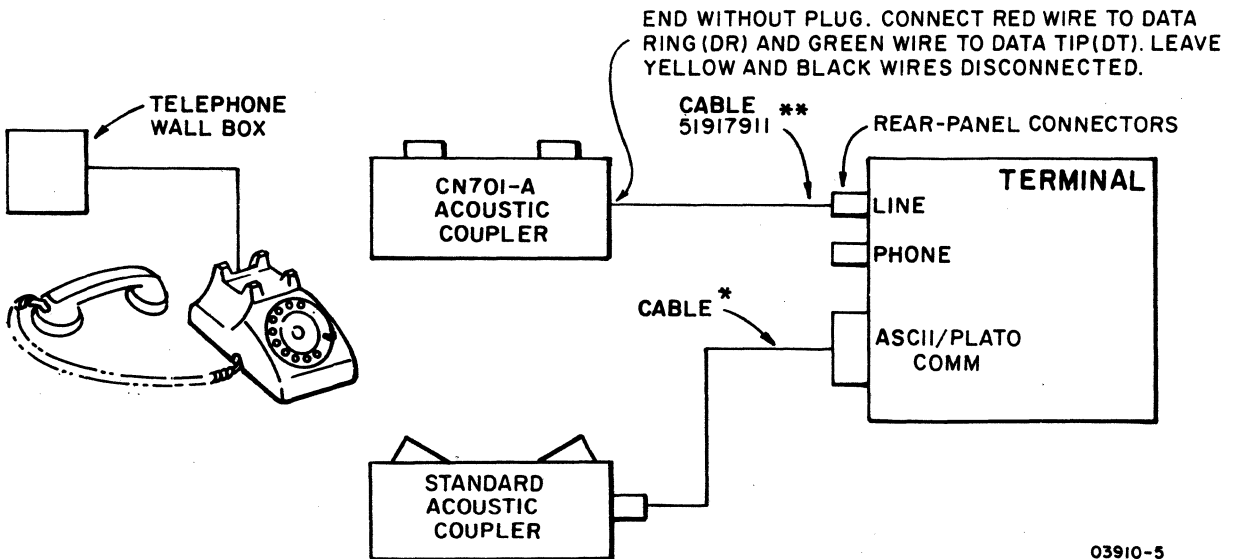 END WITHOUT PLUG. CONNECT RED WIRE TO DATA
RING (DR) AND GREEN WIRE TO DATA TIP(DT). LEAVE
YELLOW AND BLACK WIRES DISCONNECTED.
TELEPHONE
WALL BOX
CABLE **
51917911
REAR-PANEL CONNECTORS
CN701-A
ACOUSTIC
COUPLER
TERMINAL
LINE
PHONE
CABLE *
ASCII/PLATO
COMM
STANDARD
ACOUSTIC
COUPLER
03910-5